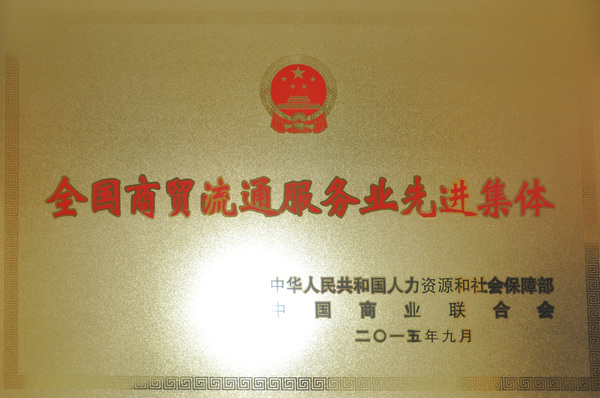 全国商贸流通服务业先进集体
中华人民共和国人力资源和社会保障部
中国商业联合会
二〇一五年九月